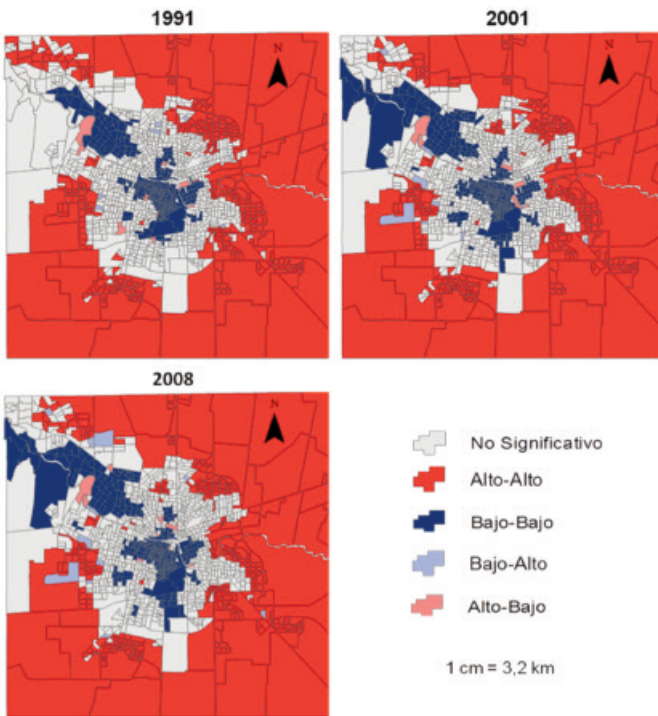 1991
2001
N
N
2008
N
No Significativo
Alto-Alto
Bajo-Bajo
Bajo-Alto
Alto-Bajo
1 cm = 3,2 km